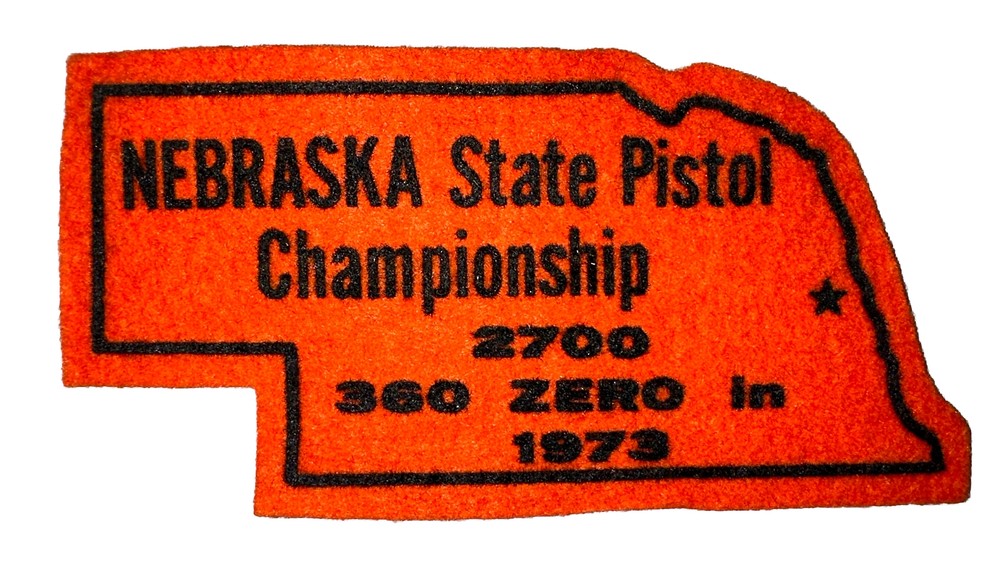 NEBRASKA State Pistol
Championship
2700
360 ZERO in
1973